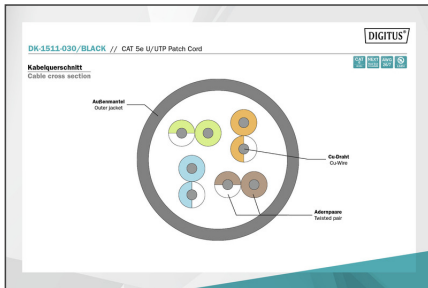 DIGITUS®
DK-1511-030/BLACK // CAT 5e U/UTP Patch Cord
Kabelquerschnitt
Cable cross section
Außenmantel
Outer jacket
Cu-Draht
Cu-Wire
Adernpaare
Twisted pair